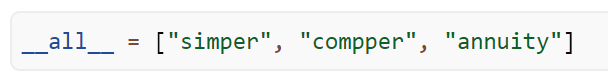 __all__ = ["simper", "compper", "annuity"]